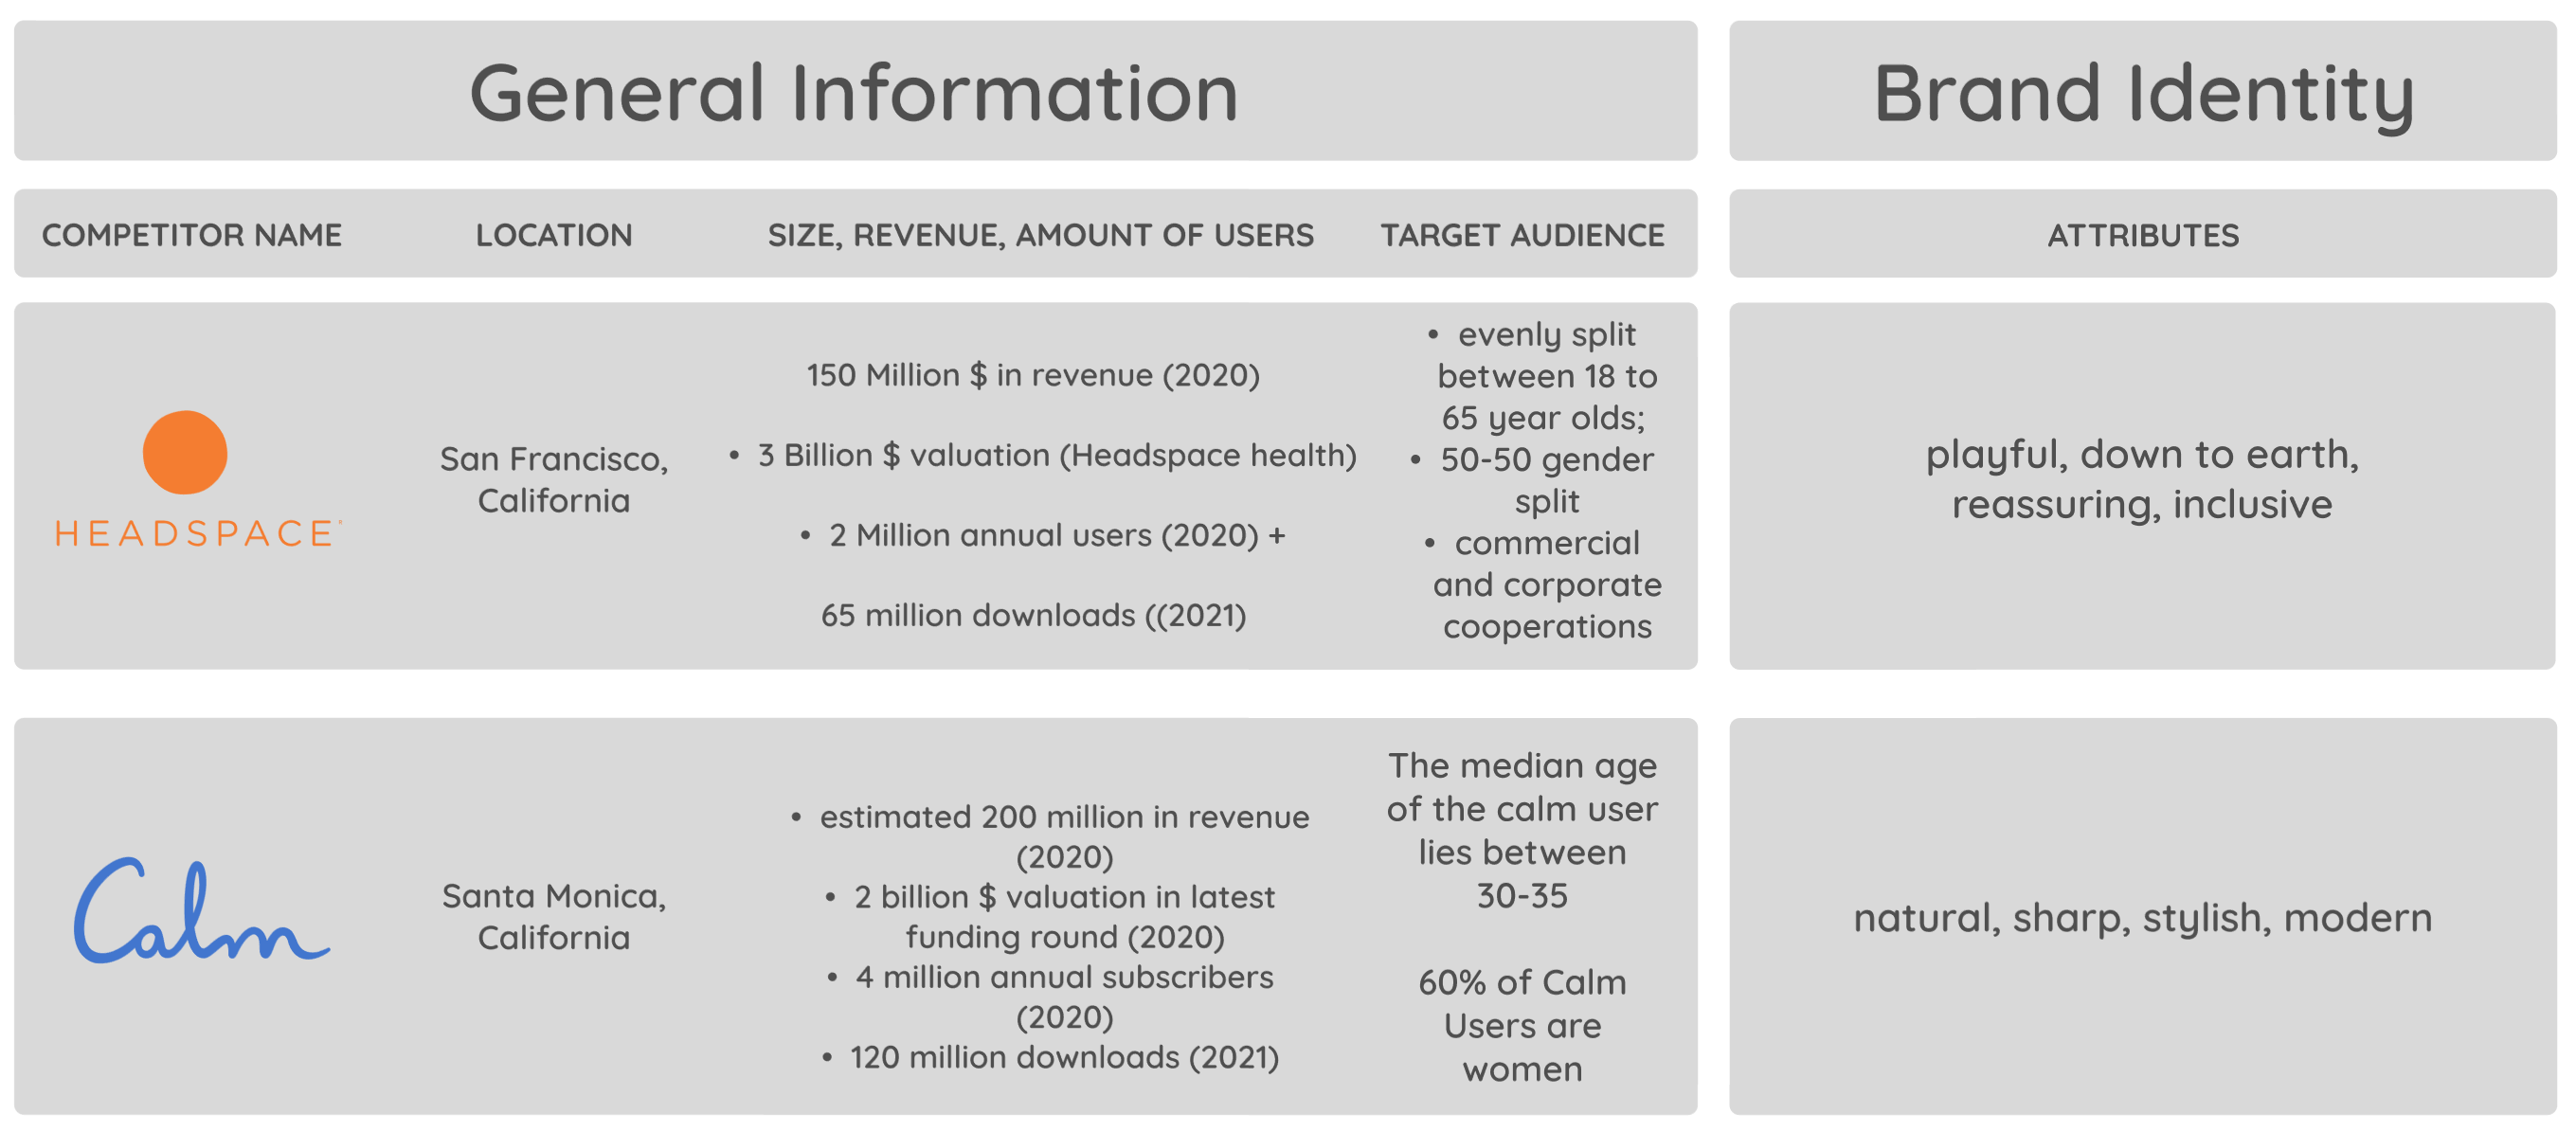 General Information
Brand Identity
COMPETITOR NAME
LOCATION
SIZE, REVENUE, AMOUNT OF USERS
TARGET AUDIENCE
ATTRIBUTES
HEADSPACE
San Francisco,
California
150 Million $ in revenue (2020)
• 3 Billion $ valuation (Headspace health)
• 2 Million annual users (2020) +
65 million downloads ((2021)
• evenly split
between 18 to
65 year olds;
• 50-50 gender
split
• commercial
and corporate
cooperations
playful, down to earth,
reassuring, inclusive
Calm
Santa Monica,
California
• estimated 200 million in revenue
(2020)
• 2 billion $ valuation in latest
funding round (2020)
• 4 million annual subscribers
(2020)
• 120 million downloads (2021)
The median age
of the calm user
lies between
30-35
60% of Calm
Users are
women
natural, sharp, stylish, modern